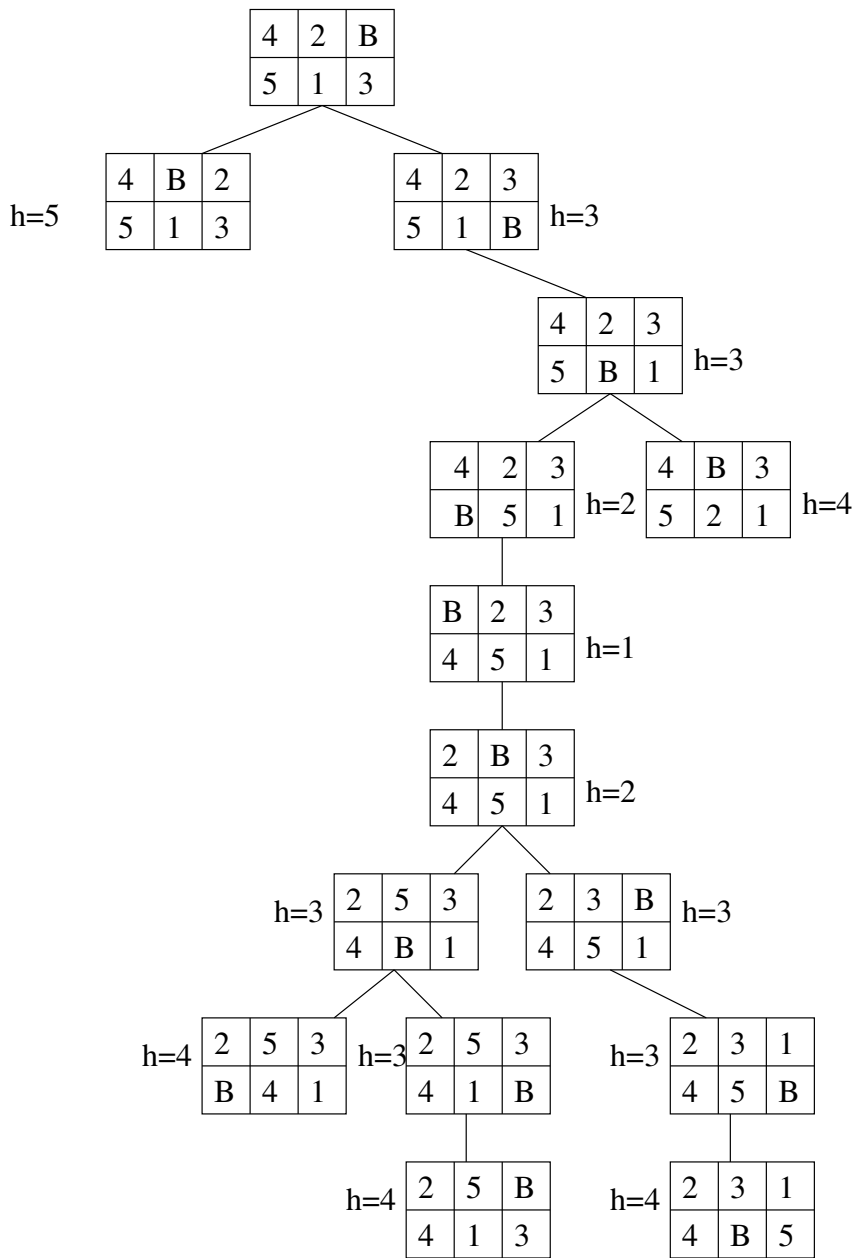 4 2 B
5 1 3
4 B 2
5 1 3
h=5
4 2 3
5 1 B
h=3
4 2 3
5 B 1
h=3
4 2 3
B 5 1
h=2
4 B 3
5 2 1
h=4
B 2 3
4 5 1
h=1
2 B 3
4 5 1
h=2
h=3
2 5 3
4 B 1
2 3 B
4 5 1
h=3
h=4
2 5 3
B 4 1
h=3
2 5 3
4 1 B
h=3
2 3 1
4 5 B
h=4
2 5 B
4 1 3
h=4
2 3 1
4 B 5